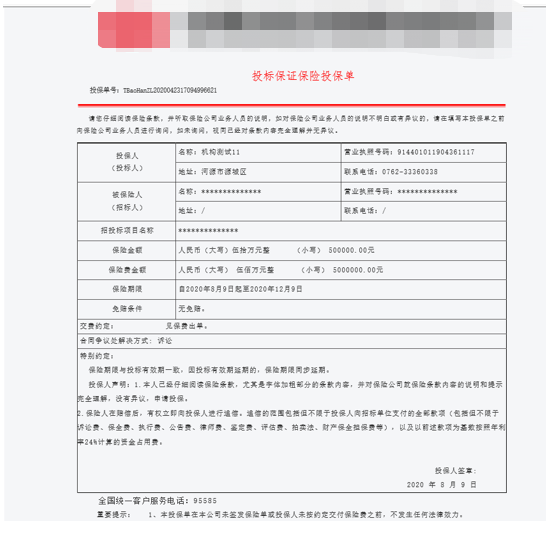 投标保证保险投保单
投保单号: TBaoHanZL2020042317094996621
请您仔细阅读保险条款，并听取保险公司业务人员的说明，如对保险公司业务人员的说明不明白或有异议的，请在填写本投保单之前
向保险公司业务人员进行询问，如未询问，视同已经对条款内容完全理解并无异议。
投保人
（投标人）
名称: 机构测试11
营业执照号码: 914401011904361117
地址: 河源市源城区
联系电话: 0762-33360338
被保险人
（招标人）
名称: **************
营业执照号码: **************
地址: /
联系电话: /
招投标项目名称
**************
保险金额
人民币（大写）伍拾万元整 （小写） 500000.00元
保险费金额
人民币（大写） 伍佰万元整 （小写） 5000000.00元
保险期限
自2020年8月9日起至2020年12月9日
免赔条件
无免赔。
交费约定: 见保费出单。
合同争议处解决方式: 诉讼
特别约定:
保险期限与投标有效期一致，因投标有效期延期的，保险期限同步延期。
投保人声明: 1.本人已经仔细阅读保险条款，尤其是字体加粗部分的条款内容，并对保险公司就保险条款内容的说明和提示
完全理解，没有异议，申请投保。
2.保险人在赔偿后，有权立即向投保人进行追偿。追偿的范围包括但不限于投保人向招标单位支付的全部款项（包括但不限于
诉讼费、保全费、执行费、公告费、律师费、鉴定费、评估费、拍卖法、财产保全担保费等），以及以前述款项为基数按照年利
率24%计算的资金占用费。
投保人签章:
2020 年 8 月 9 日
全国统一客户服务电话: 95585
重要提示: 1、本投保单在本公司未签发保险单或投保人未按约定交付保险费之前，不发生任何法律效力。